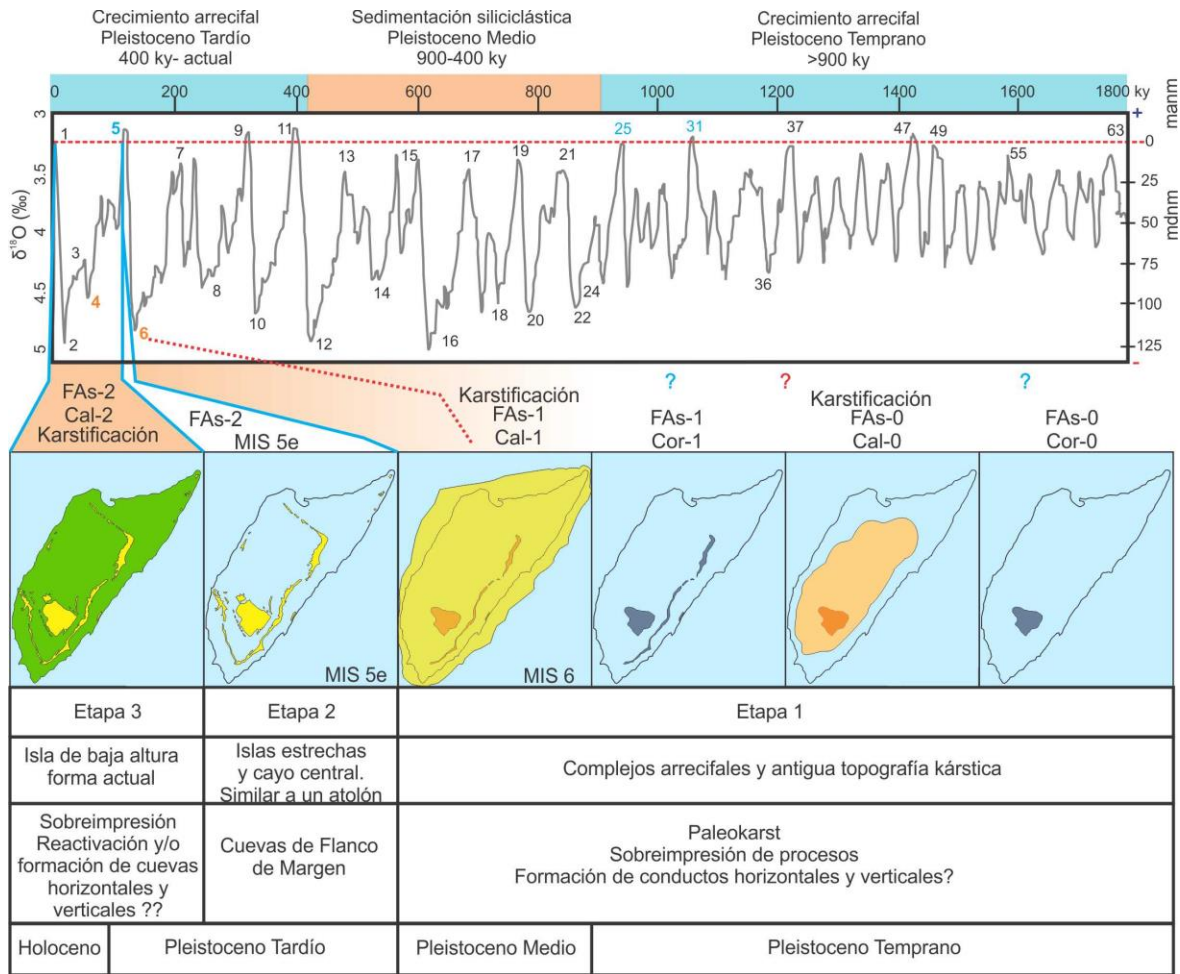 Crecimiento arrecifal
Pleistoceno Tardío
400 ky- actual
Sedimentación siliciclástica
Pleistoceno Medio
900-400 ky
Crecimiento arrecifal
Pleistoceno Temprano
>900 ky
0 200 400 600 800 1000 1200 1400 1600 1800 ky
3
3.5
4
4.5
5
δ¹⁸O (‰)
+
manm
0
25
50
75
100
125
mdnm
-
1 5 9 11 25 31 37 47 49 63
7 13 15 17 19 21 55
3 4 8 14 18 24 36
2 6 10 12 16 20 22
? ? ?
FAs-2
Cal-2
Karstificación
FAs-2
MIS 5e
Karstificación
FAs-1
Cal-1
FAs-1
Cor-1
Karstificación
FAs-0
Cal-0
FAs-0
Cor-0
MIS 5e
MIS 6
Etapa 3
Etapa 2
Etapa 1
Isla de baja altura
forma actual
Islas estrechas
y cayo central.
Similar a un atolón
Complejos arrecifales y antigua topografía kárstica
Sobreimpresión
Reactivación y/o
formación de cuevas
horizontales y
verticales ??
Cuevas de Flanco
de Margen
Paleokarst
Sobreimpresión de procesos
Formación de conductos horizontales y verticales?
Holoceno
Pleistoceno Tardío
Pleistoceno Medio
Pleistoceno Temprano